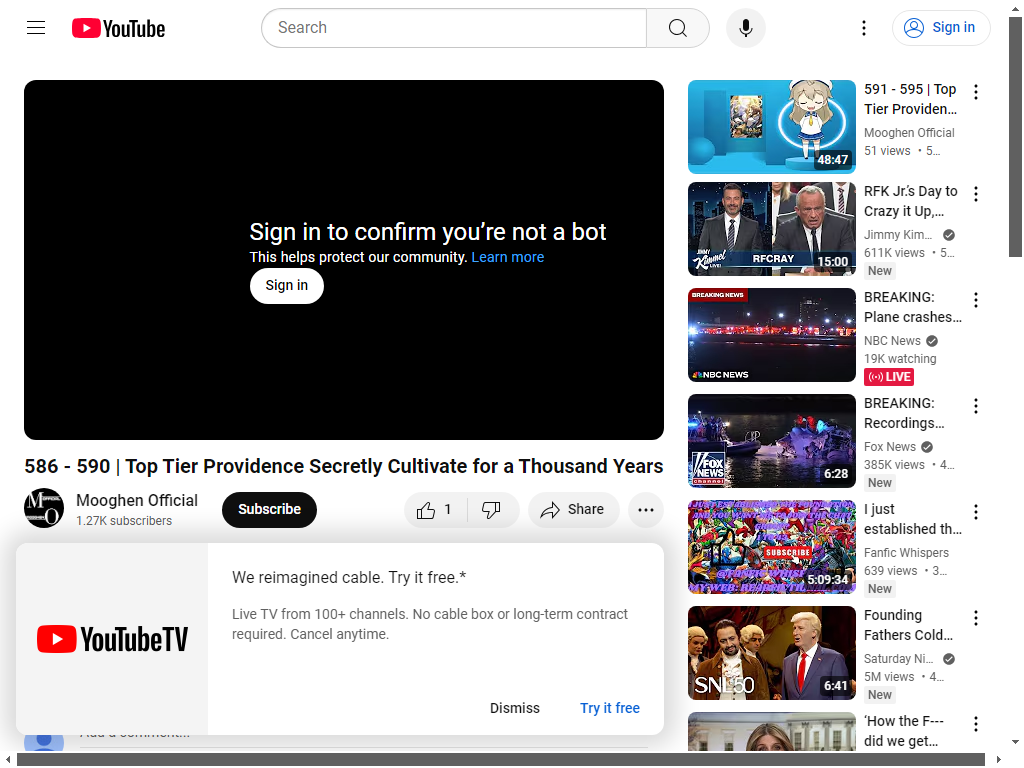 YouTube
Search
Sign in
Sign in to confirm you're not a bot
This helps protect our community. Learn more
Sign in
586 - 590 | Top Tier Providence Secretly Cultivate for a Thousand Years
Mooghen Official
1.27K subscribers
Subscribe
1
Share
YouTubeTV
We reimagined cable. Try it free.*
Live TV from 100+ channels. No cable box or long-term contract
required. Cancel anytime.
Dismiss
Try it free
Add a comment...
48:47
591 - 595 | Top
Tier Providen...
Mooghen Official
51 views • 5...
JIMMY
Kimmel
LIVE!
RFCRAY
15:00
RFK Jr.'s Day to
Crazy it Up,...
Jimmy Kim...
611K views • 5...
New
BREAKING NEWS
NBC NEWS
BREAKING:
Plane crashes...
NBC News
19K watching
LIVE
FOX
NEWS
channel
6:28
BREAKING:
Recordings...
Fox News
385K views • 4...
New
SUBSCRIBE
5:09:34
I just
established th...
Fanfic Whispers
639 views • 3...
New
SNL50
6:41
Founding
Fathers Cold...
Saturday Ni...
5M views • 4...
New
'How the F---
did we get...